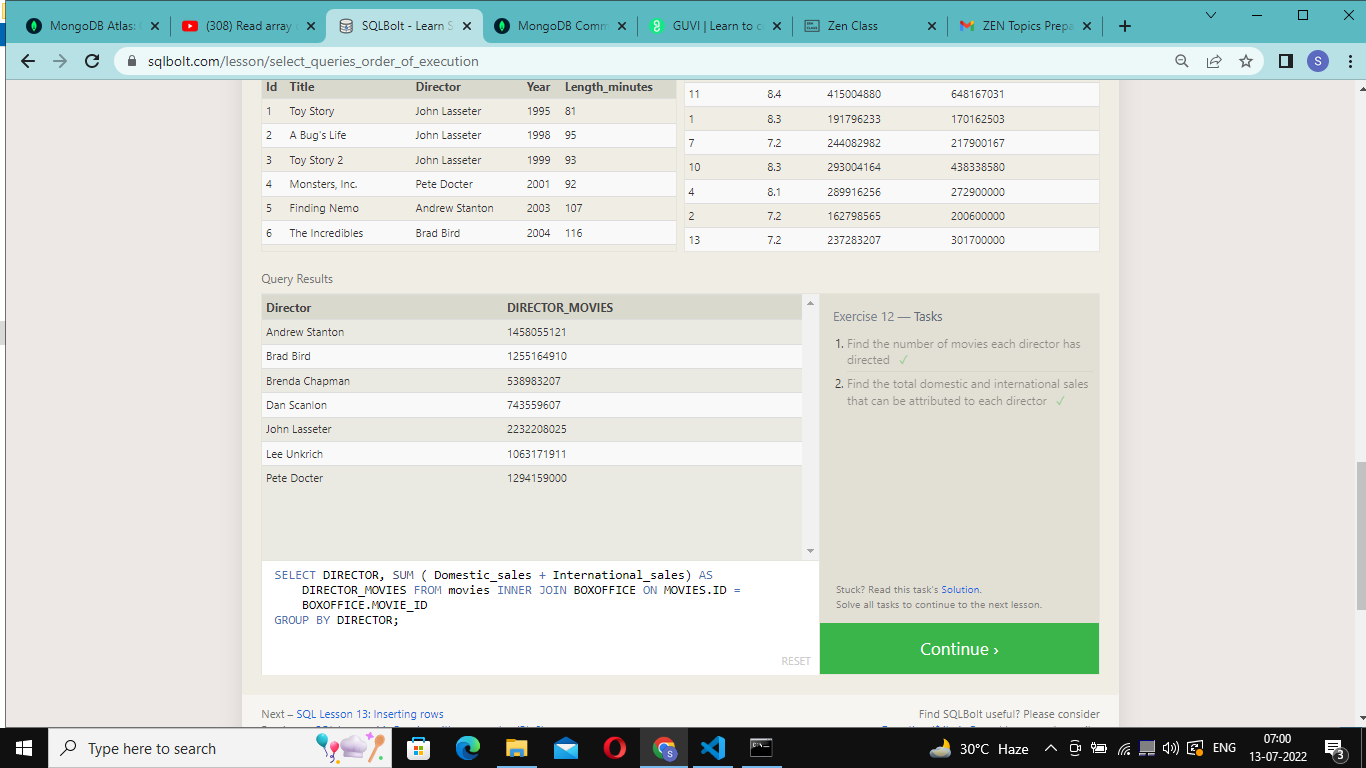 MongoDB Atlas:
(308) Read array
SQLBolt - Learn S
MongoDB Comm
GUVI | Learn to c
Zen Class
ZEN Topics Prepa
sqlbolt.com/lesson/select_queries_order_of_execution
S
Id Title Director Year Length_minutes
1 Toy Story John Lasseter 1995 81
2 A Bug's Life John Lasseter 1998 95
3 Toy Story 2 John Lasseter 1999 93
4 Monsters, Inc. Pete Docter 2001 92
5 Finding Nemo Andrew Stanton 2003 107
6 The Incredibles Brad Bird 2004 116
11 8.4 415004880 648167031
1 8.3 191796233 170162503
7 7.2 244082982 217900167
10 8.3 293004164 438338580
4 8.1 289916256 272900000
2 7.2 162798565 200600000
13 7.2 237283207 301700000
Query Results
Director DIRECTOR_MOVIES
Andrew Stanton 1458055121
Brad Bird 1255164910
Brenda Chapman 538983207
Dan Scanlon 743559607
John Lasseter 2232208025
Lee Unkrich 1063171911
Pete Docter 1294159000
SELECT DIRECTOR, SUM ( Domestic_sales + International_sales) AS
DIRECTOR_MOVIES FROM movies INNER JOIN BOXOFFICE ON MOVIES.ID =
BOXOFFICE.MOVIE_ID
GROUP BY DIRECTOR;
RESET
Exercise 12 — Tasks
1. Find the number of movies each director has
directed ✓
2. Find the total domestic and international sales
that can be attributed to each director ✓
Stuck? Read this task's Solution.
Solve all tasks to continue to the next lesson.
Continue ›
Next – SQL Lesson 13: Inserting rows
Find SQLBolt useful? Please consider
Type here to search
30°C Haze
ENG
07:00
13-07-2022
3